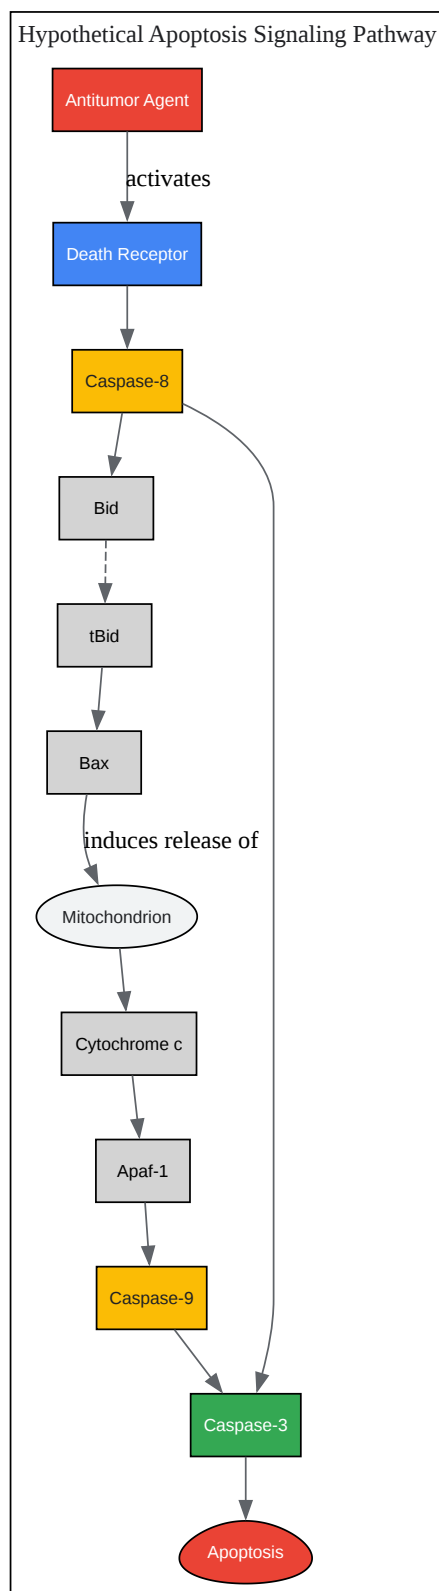 Hypothetical Apoptosis Signaling Pathway
Antitumor Agent
activates
Death Receptor
Caspase-8
Bid
tBid
Bax
induces release of
Mitochondrion
Cytochrome c
Apaf-1
Caspase-9
Caspase-3
Apoptosis